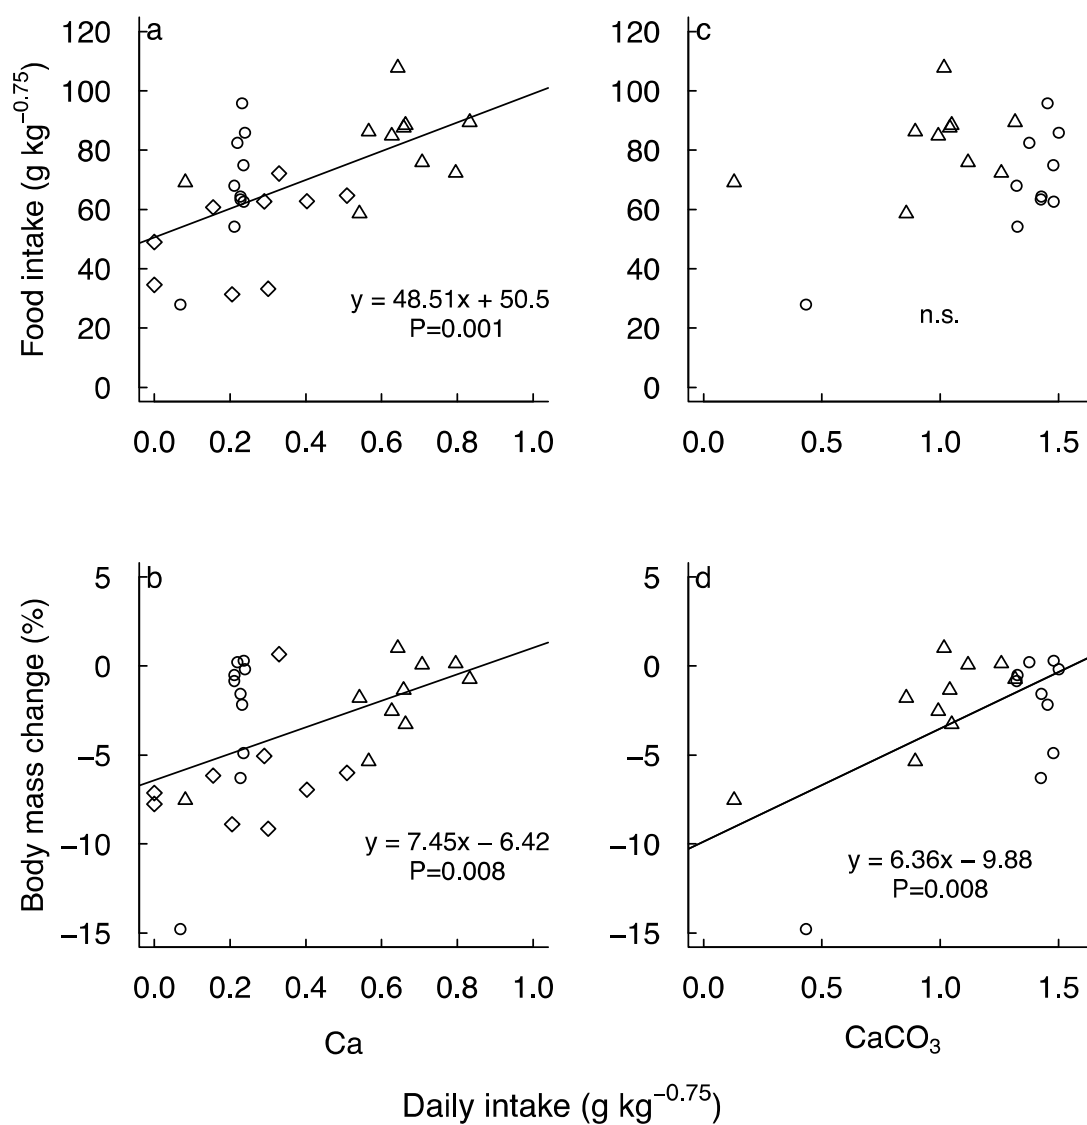 a
Food intake (g kg⁻⁰·⁷⁵)
120
100
80
60
40
20
0
y = 48.51x + 50.5
P=0.001
0.0 0.2 0.4 0.6 0.8 1.0
c
120
100
80
60
40
20
0
n.s.
0.0 0.5 1.0 1.5
b
Body mass change (%)
5
0
−5
−10
−15
y = 7.45x − 6.42
P=0.008
0.0 0.2 0.4 0.6 0.8 1.0
Ca
d
5
0
−5
−10
−15
y = 6.36x − 9.88
P=0.008
0.0 0.5 1.0 1.5
CaCO₃
Daily intake (g kg⁻⁰·⁷⁵)